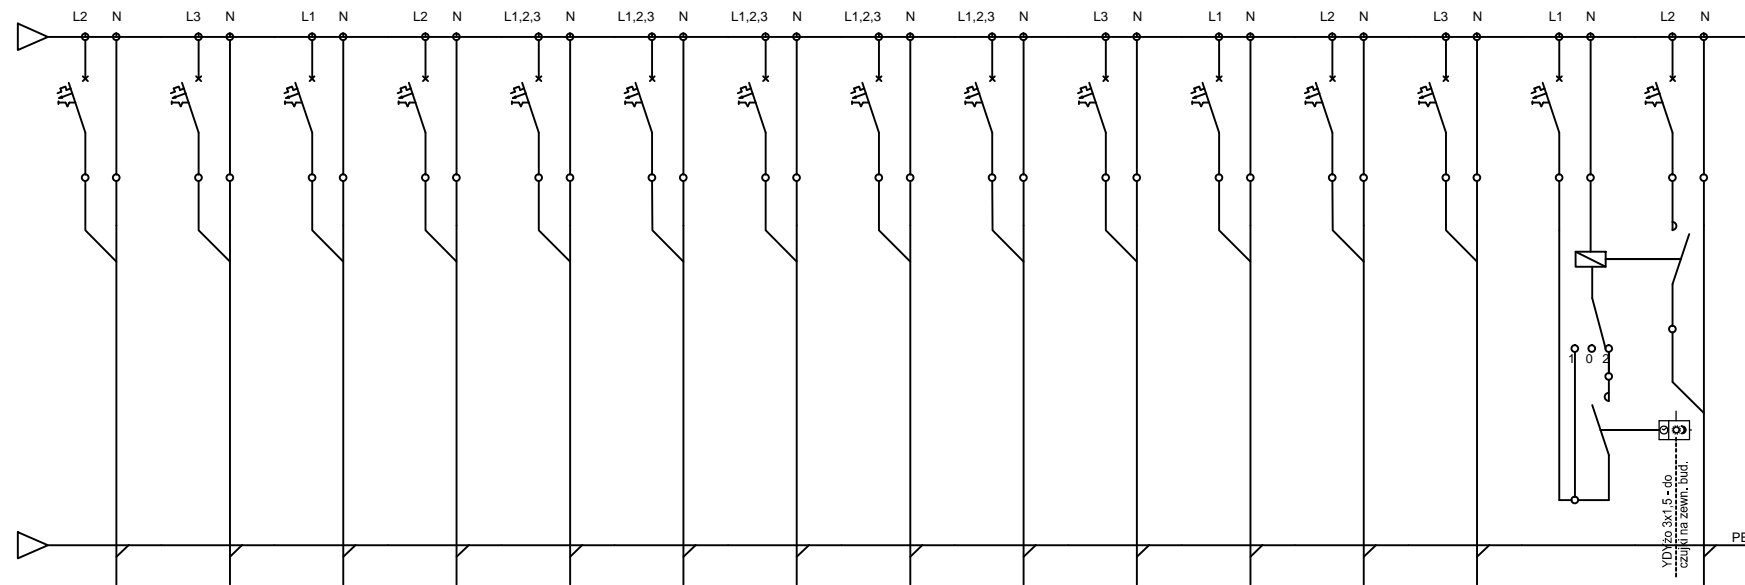 L2 N L3 N L1 N L2 N L1,2,3 N L1,2,3 N L1,2,3 N L1,2,3 N L1,2,3 N L3 N L1 N L2 N L3 N L1 N L2 N
1 0 2
YDYżo 3x1,5 - do
czujki na zewn. bud.
PE